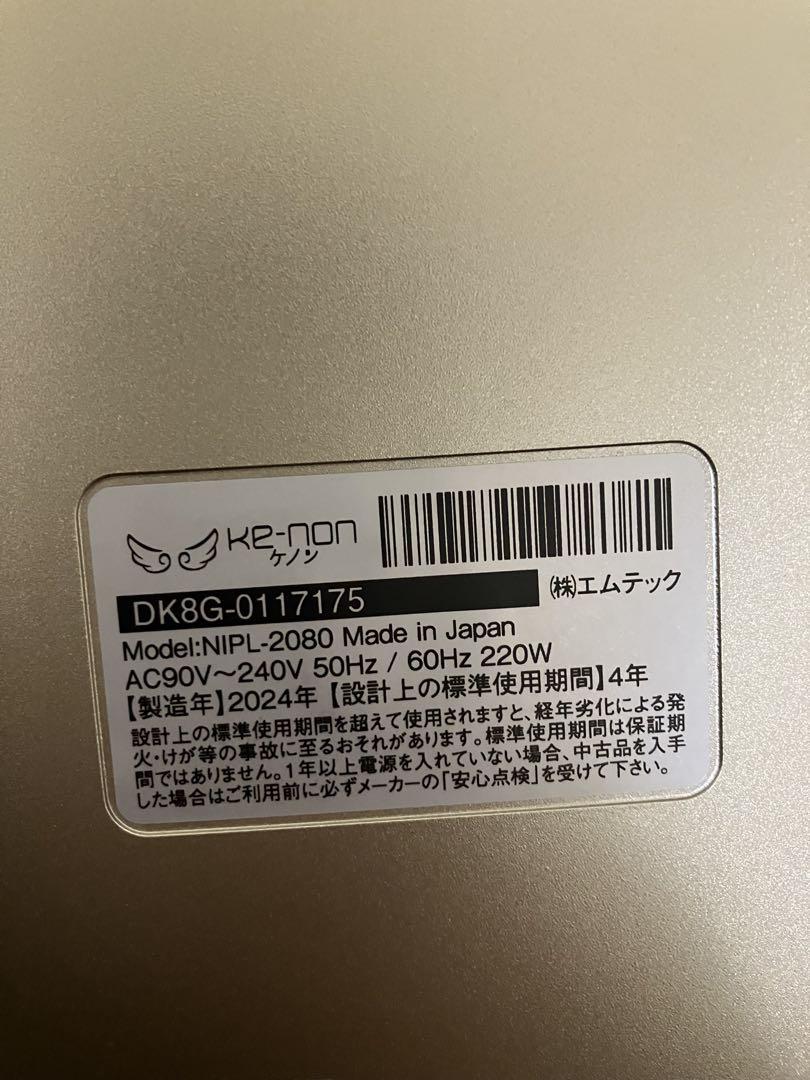 ke-non
ケノン
DK8G-0117175
㈱エムテック
Model:NIPL-2080 Made in Japan
AC90V～240V 50Hz / 60Hz 220W
【製造年】2024年【設計上の標準使用期間】4年
設計上の標準使用期間を超えて使用されますと、経年劣化による発
火・けが等の事故に至るおそれがあります。標準使用期間は保証期
間ではありません。1年以上電源を入れていない場合、中古品を入手
した場合はご利用前に必ずメーカーの「安心点検」を受けて下さい。